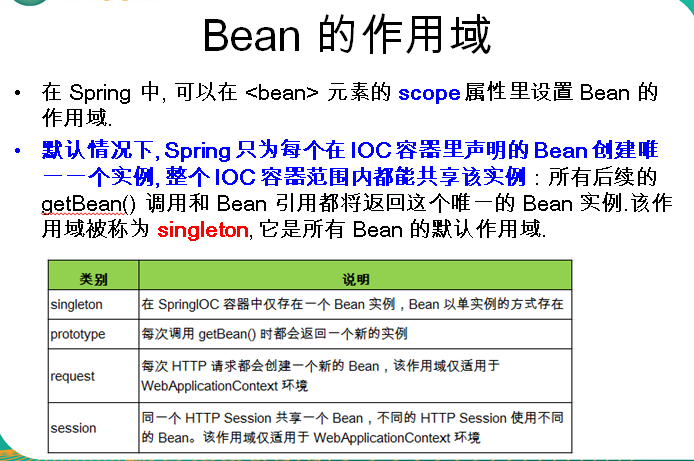 Bean 的作用域
• 在 Spring 中, 可以在 <bean> 元素的 scope 属性里设置 Bean 的
作用域.
• 默认情况下, Spring 只为每个在 IOC 容器里声明的 Bean 创建唯
一一个实例, 整个 IOC 容器范围内都能共享该实例：所有后续的
getBean() 调用和 Bean 引用都将返回这个唯一的 Bean 实例.该作
用域被称为 singleton, 它是所有 Bean 的默认作用域.
类别 说明
singleton 在 SpringIOC 容器中仅存在一个 Bean 实例，Bean 以单实例的方式存在
prototype 每次调用 getBean() 时都会返回一个新的实例
request 每次 HTTP 请求都会创建一个新的 Bean，该作用域仅适用于
WebApplicationContext 环境
session 同一个 HTTP Session 共享一个 Bean，不同的 HTTP Session 使用不同
的 Bean。该作用域仅适用于 WebApplicationContext 环境